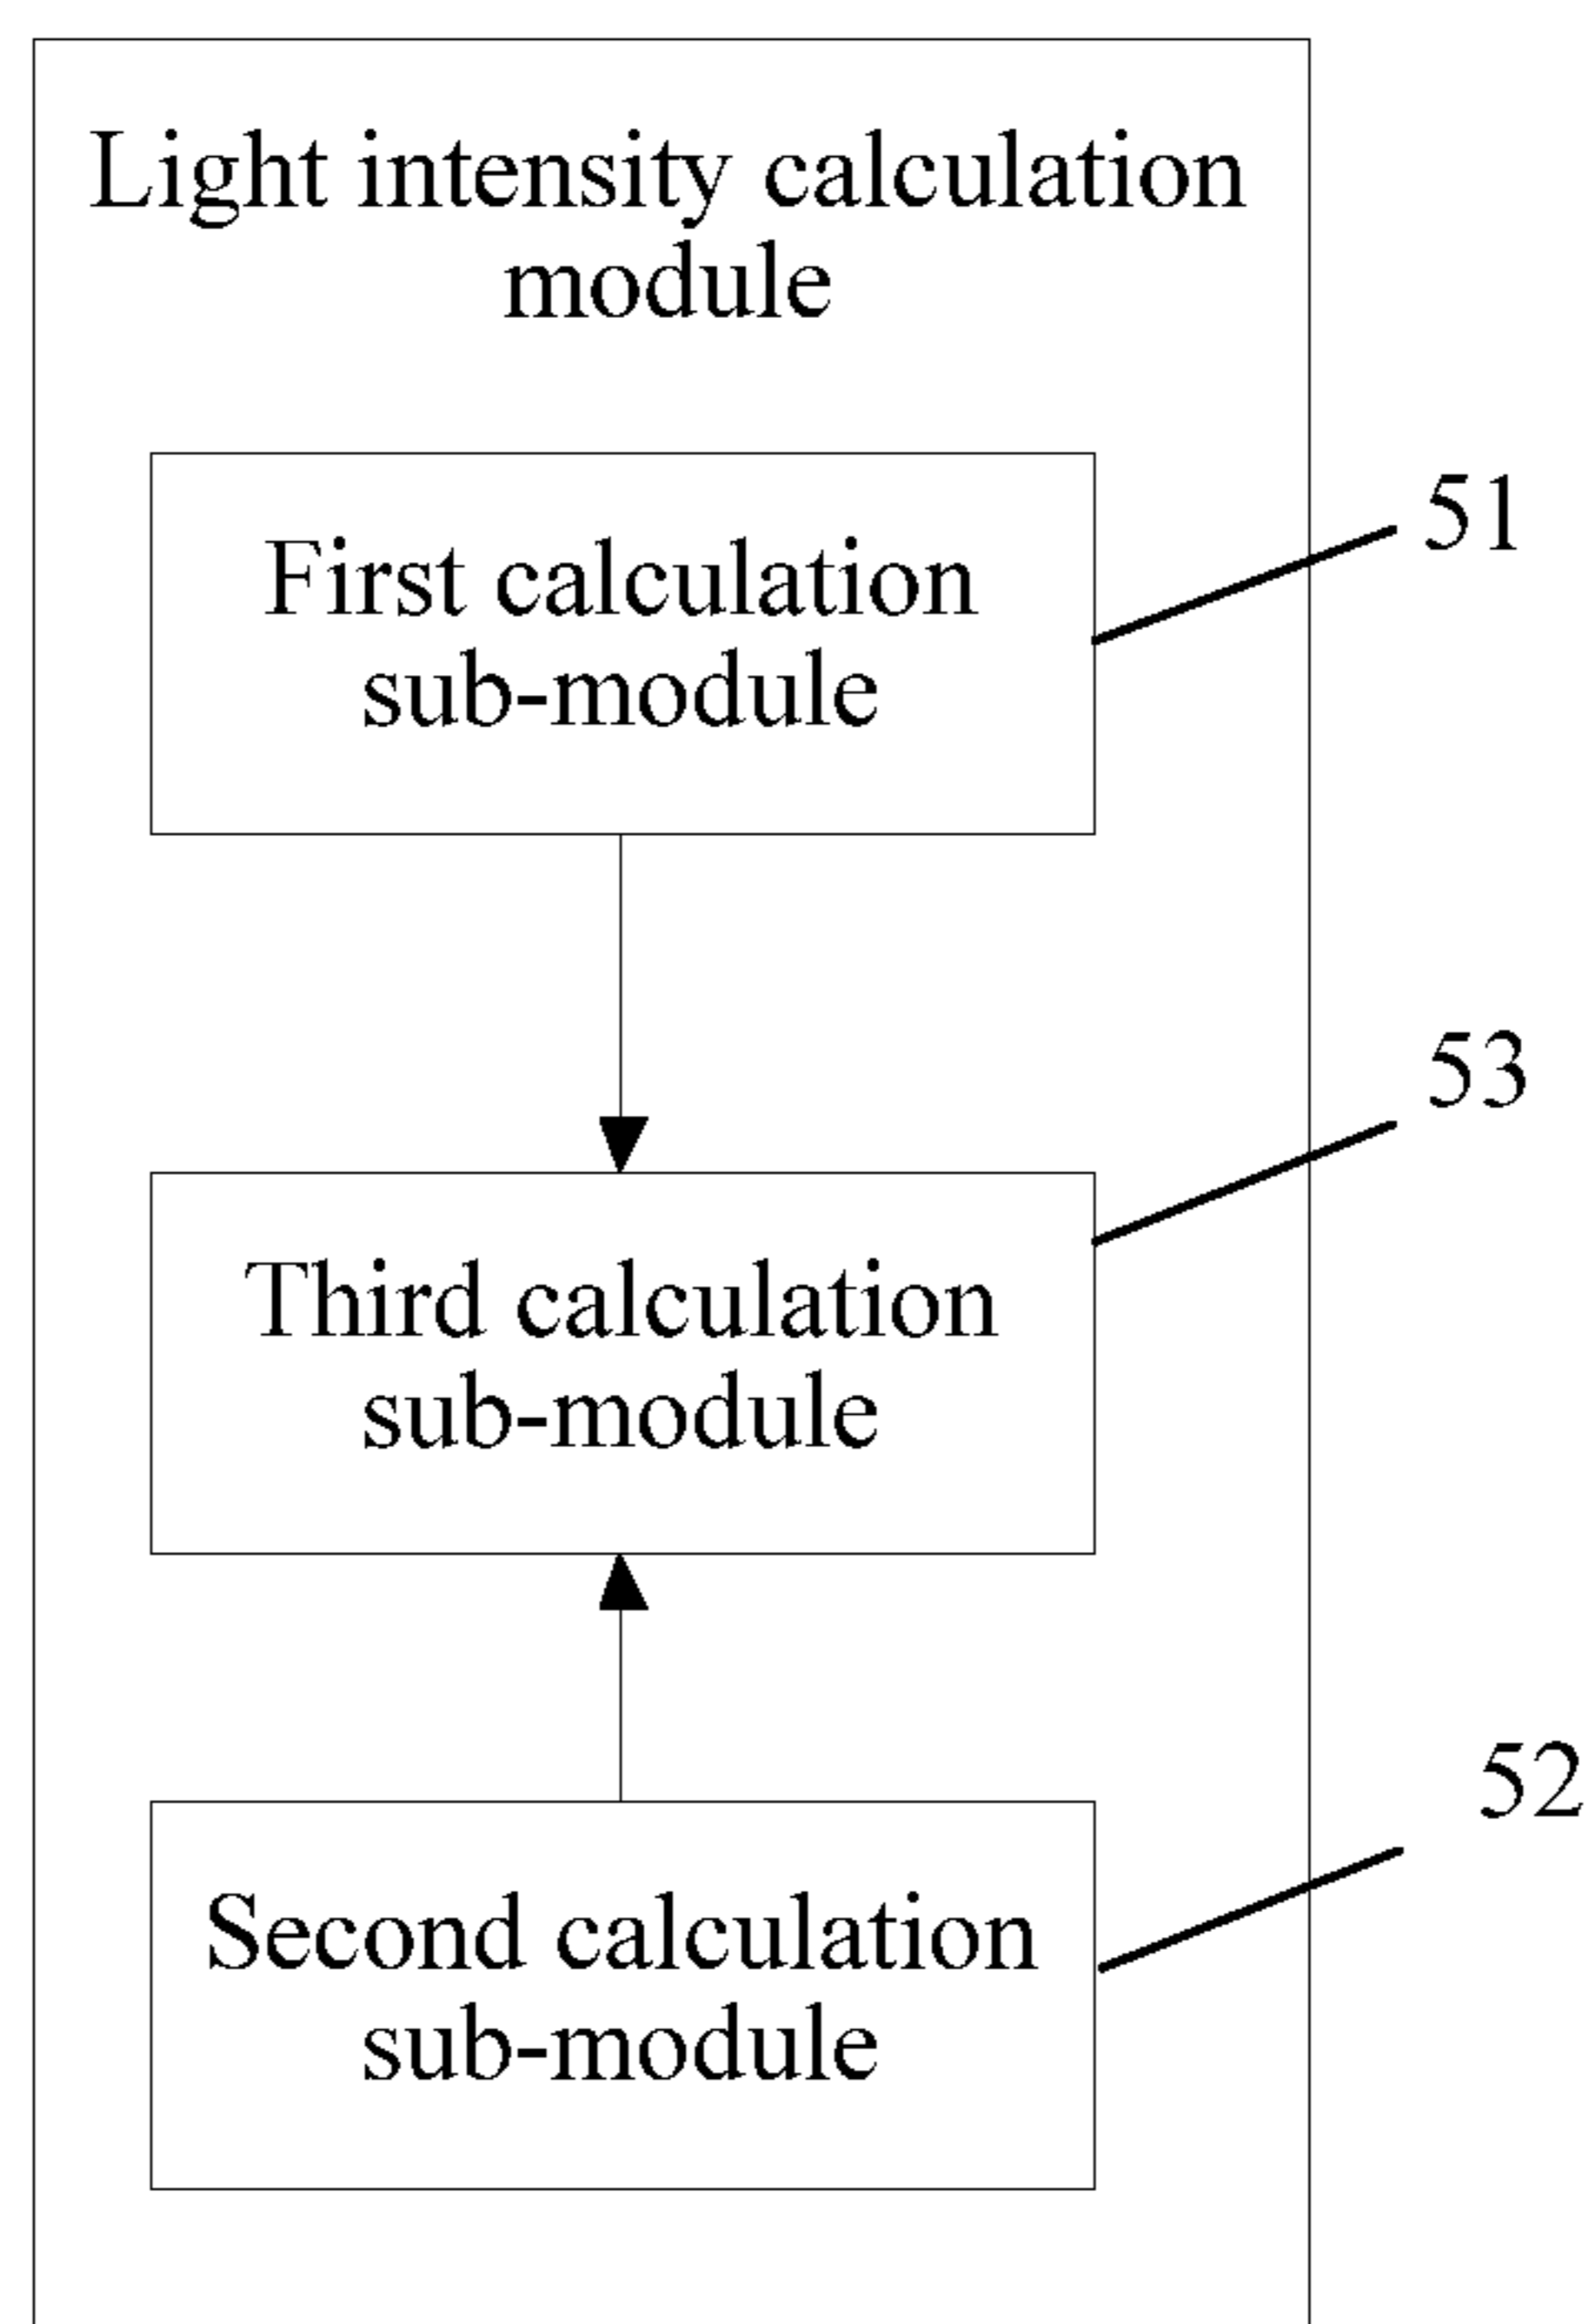 Light intensity calculation
module
First calculation
sub-module
51
Third calculation
sub-module
53
Second calculation
sub-module
52